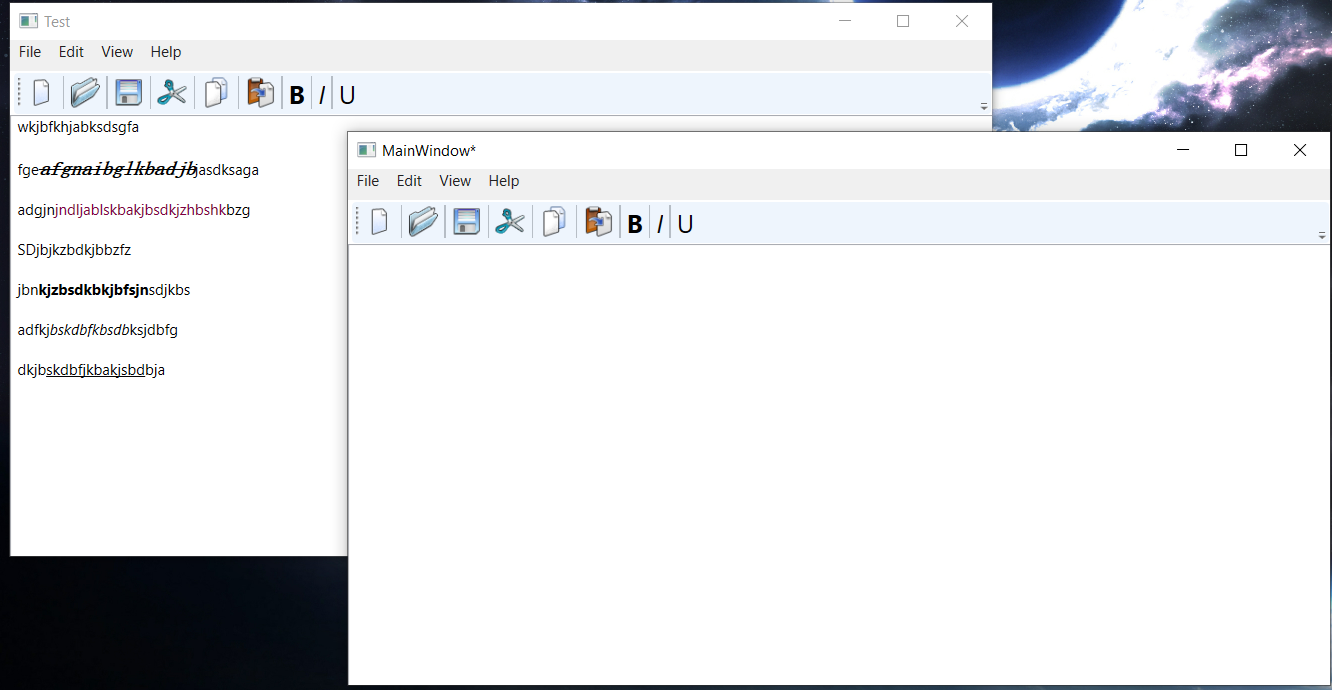 Test
File Edit View Help
B I U
wkjbfkhjabksdsgfa
fgeafgnaibglkbadjbjasdksaga
adgjnjndljablskbakjbsdkjzhbshkbzg
SDjbjkzbdkjbbzfz
jbnkjzbsdkbkjbfsjnsdjkbs
adfkjbskdbfkbsdbksjdbfg
dkjbskdbfjkbakjsbdbja
MainWindow*
File Edit View Help
B I U